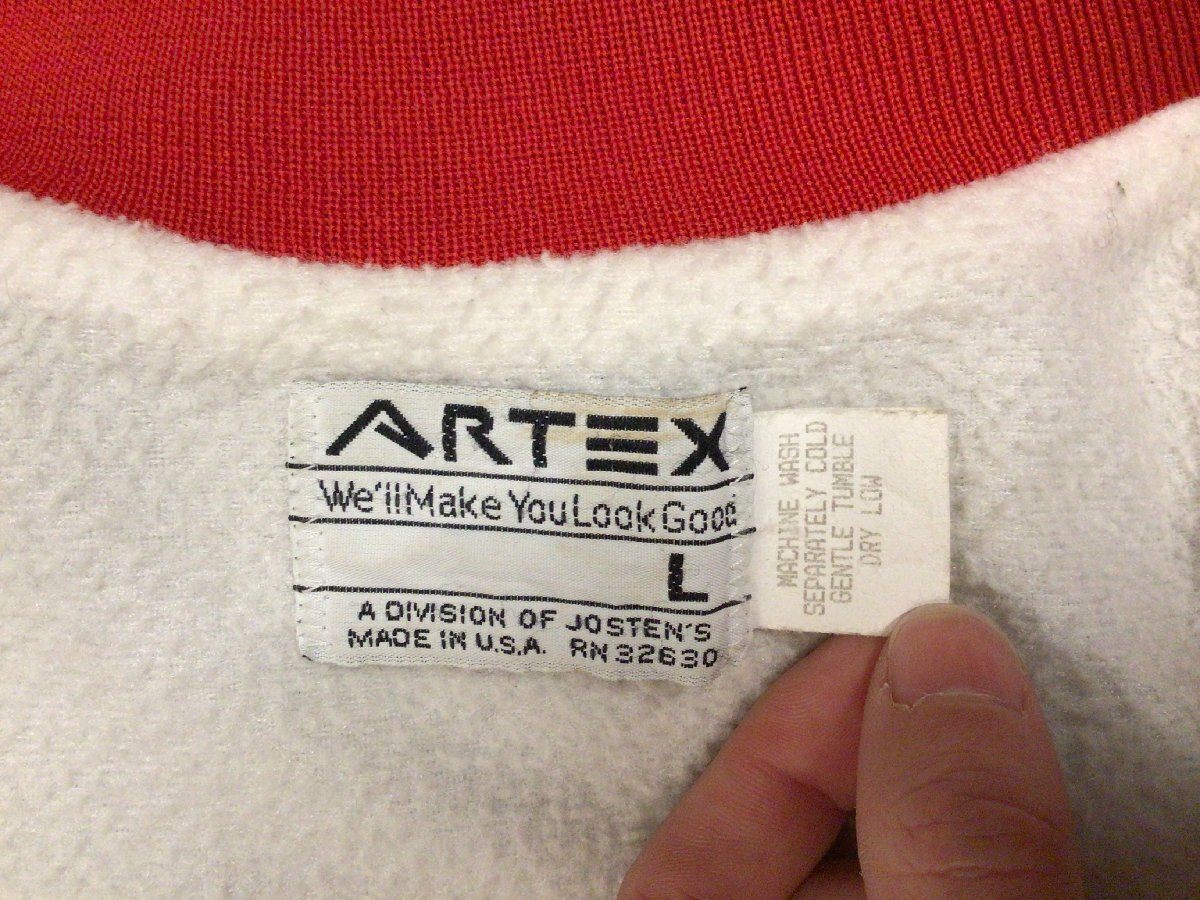 ARTEX
We'll Make You Look Good
L
A DIVISION OF JOSTEN'S
MADE IN U.S.A. RN 32630
MACHINE WASH
SEPARATELY COLD
GENTLE TUMBLE
DRY LOW